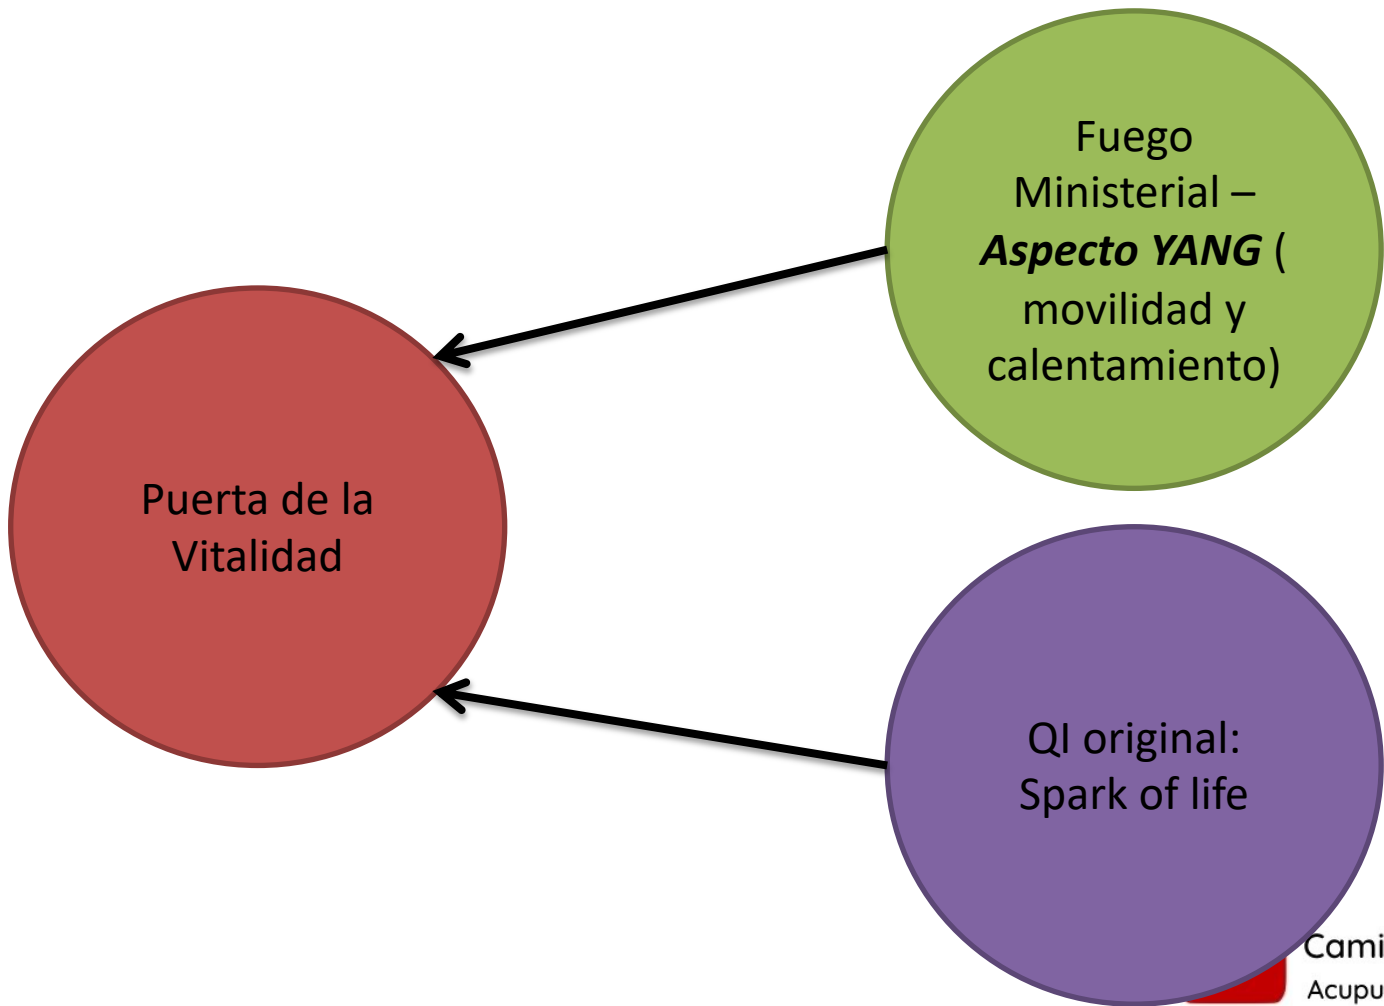 Fuego
Ministerial –
Aspecto YANG (
movilidad y
calentamiento)
Puerta de la
Vitalidad
QI original:
Spark of life
Cami
Acupu